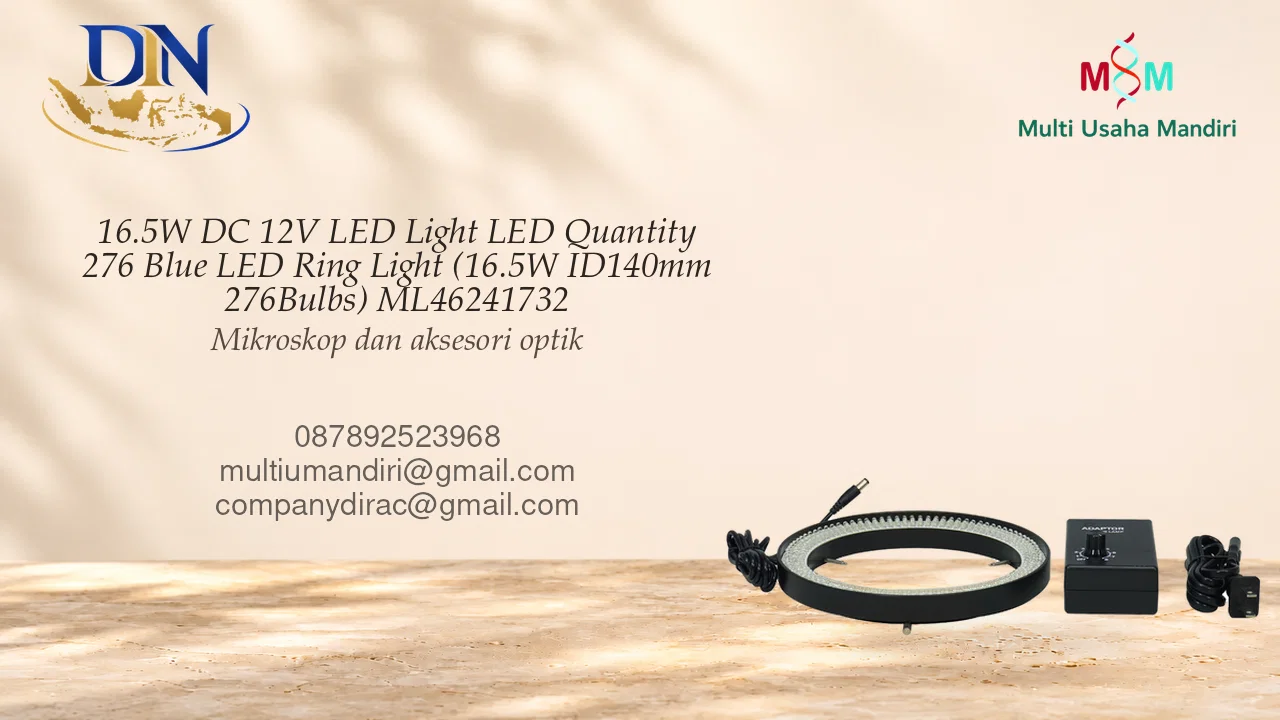 DIN
M M
Multi Usaha Mandiri
16.5W DC 12V LED Light LED Quantity
276 Blue LED Ring Light (16.5W ID140mm
276Bulbs) ML46241732
Mikroskop dan aksesori optik
087892523968
multiumandiri@gmail.com
companydirac@gmail.com
ADAPTOR